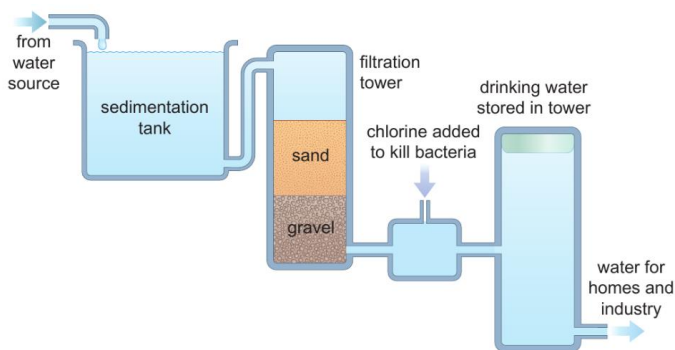 from
water
source
sedimentation
tank
filtration
tower
sand
gravel
chlorine added
to kill bacteria
drinking water
stored in tower
water for
homes and
industry